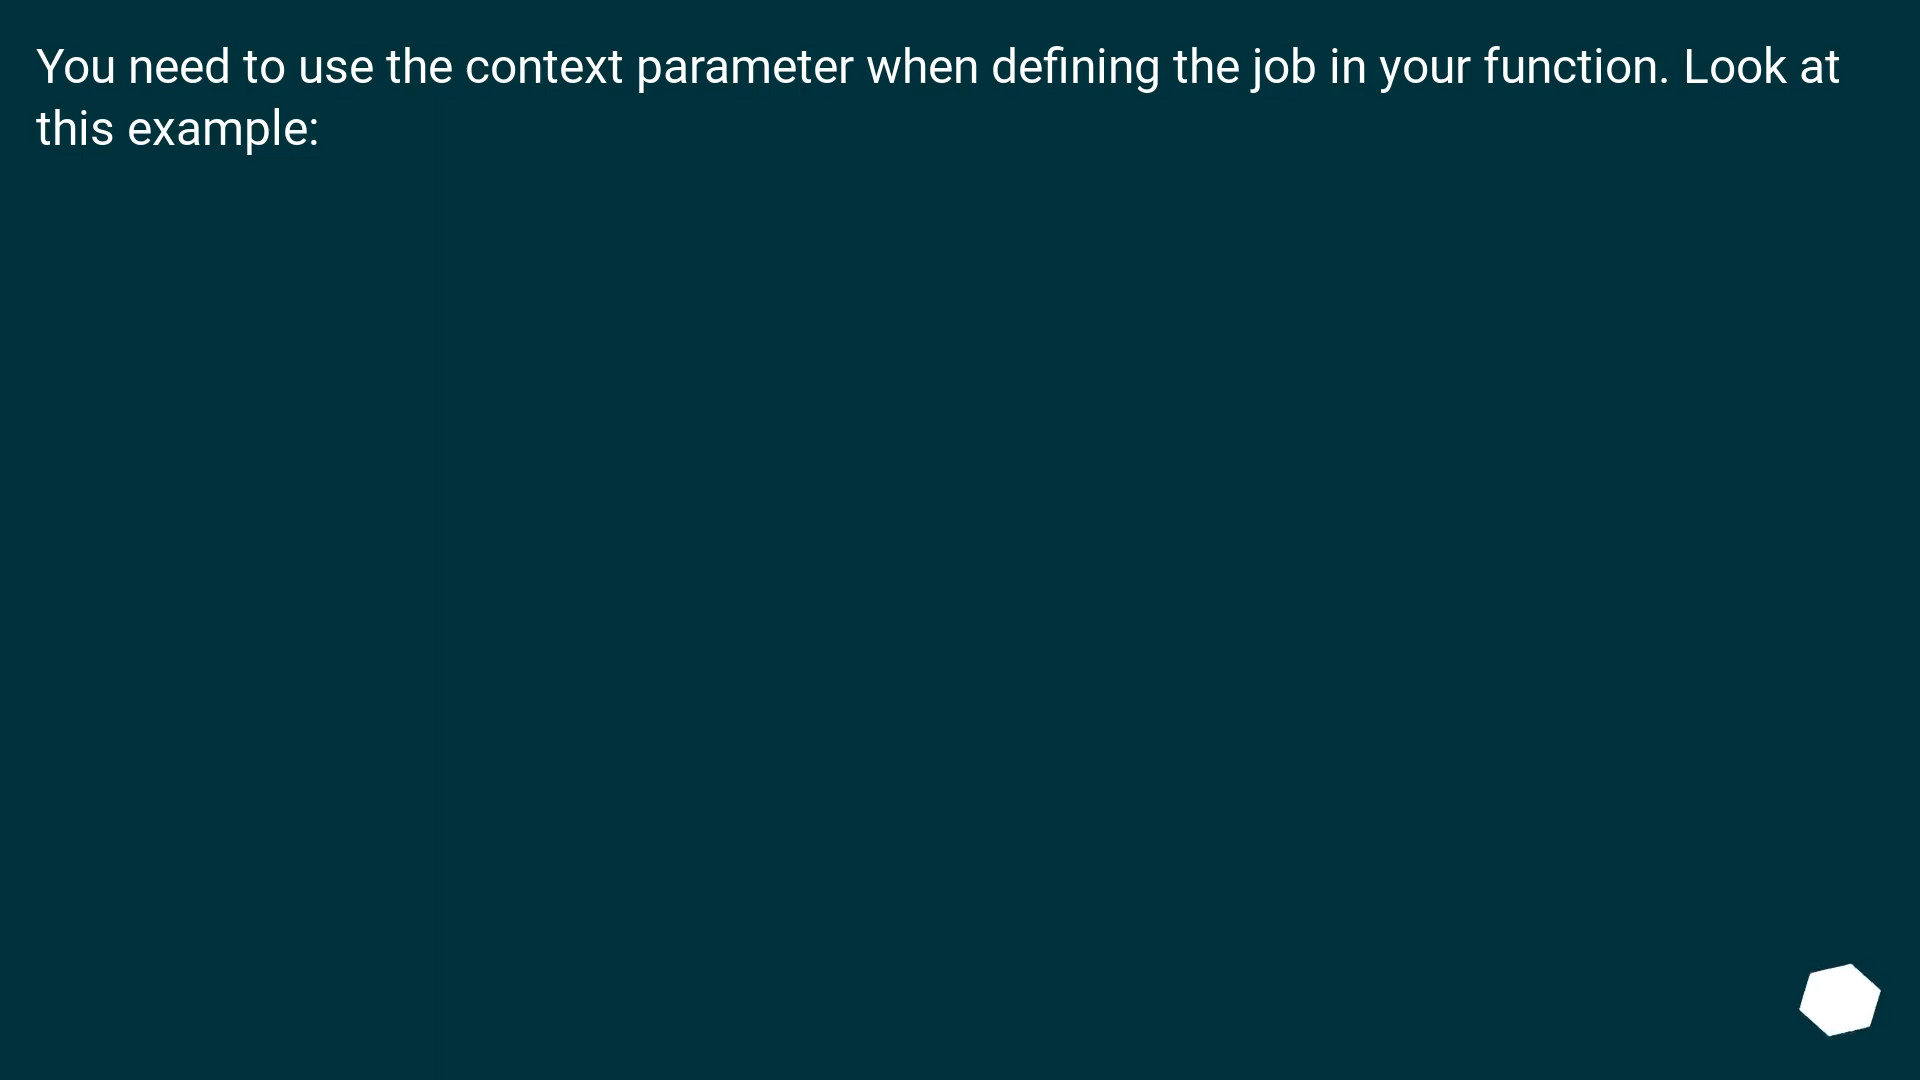 You need to use the context parameter when defining the job in your function. Look at
this example: